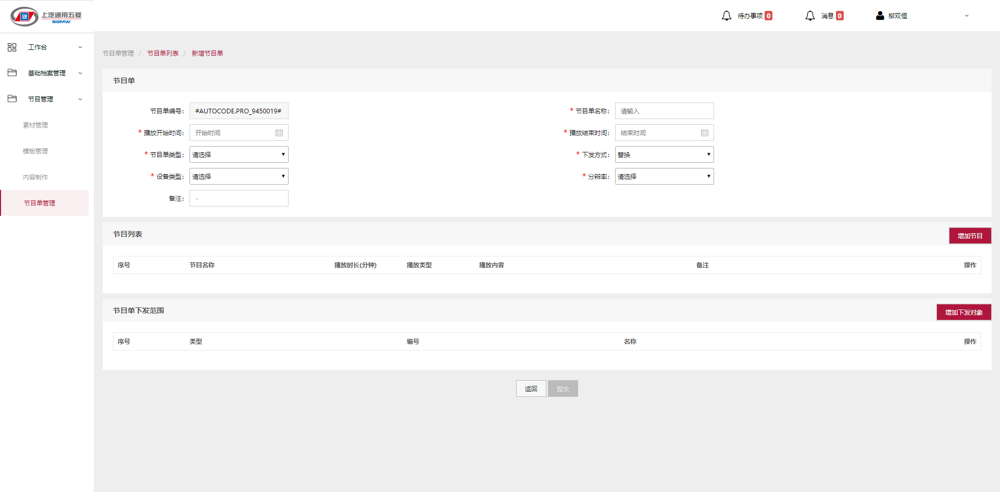 上汽通用五菱
SGMW
GM
待办事项 0
消息 0
柳双恒
工作台
基础档案管理
节目管理
素材管理
模板管理
内容制作
节目单管理
节目单管理 / 节目单列表 / 新增节目单
节目单
节目单编号: #AUTOCODE.PRO_9450019#
* 节目单名称: 请输入
* 播放开始时间: 开始时间
* 播放结束时间: 结束时间
* 节目单类型: 请选择
* 下发方式: 替换
* 设备类型: 请选择
* 分辨率: 请选择
备注: -
节目列表
增加节目
序号 节目名称 播放时长(分钟) 播放类型 播放内容 备注 操作
节目单下发范围
增加下发对象
序号 类型 编号 名称 操作
返回 提交